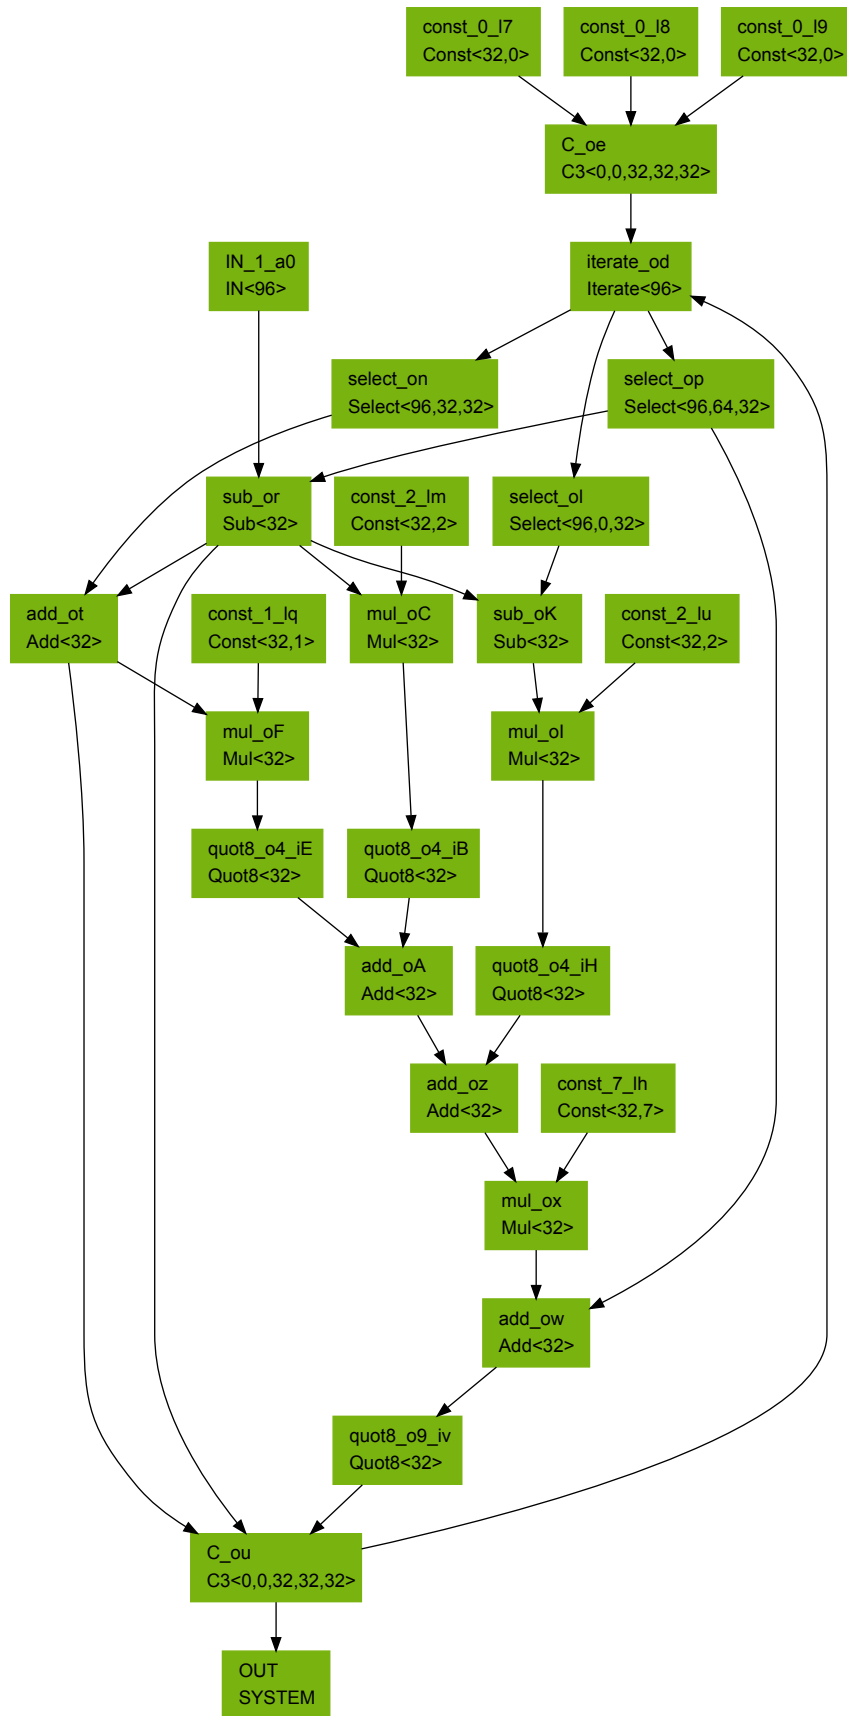 const_0_l7
Const<32,0>
const_0_l8
Const<32,0>
const_0_l9
Const<32,0>
C_oe
C3<0,0,32,32,32>
IN_1_a0
IN<96>
iterate_od
Iterate<96>
select_on
Select<96,32,32>
select_op
Select<96,64,32>
sub_or
Sub<32>
const_2_lm
Const<32,2>
select_ol
Select<96,0,32>
add_ot
Add<32>
const_1_lq
Const<32,1>
mul_oC
Mul<32>
sub_oK
Sub<32>
const_2_lu
Const<32,2>
mul_oF
Mul<32>
mul_oI
Mul<32>
quot8_o4_iE
Quot8<32>
quot8_o4_iB
Quot8<32>
add_oA
Add<32>
quot8_o4_iH
Quot8<32>
add_oz
Add<32>
const_7_lh
Const<32,7>
mul_ox
Mul<32>
add_ow
Add<32>
quot8_o9_iv
Quot8<32>
C_ou
C3<0,0,32,32,32>
OUT
SYSTEM